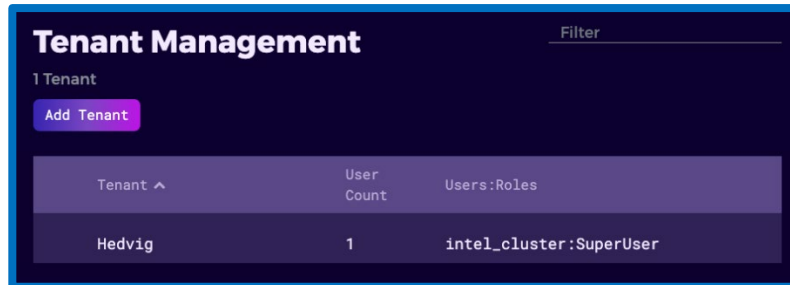 Tenant Management
Filter
1 Tenant
Add Tenant
Tenant
User Count
Users:Roles
Hedvig
1
intel_cluster:SuperUser